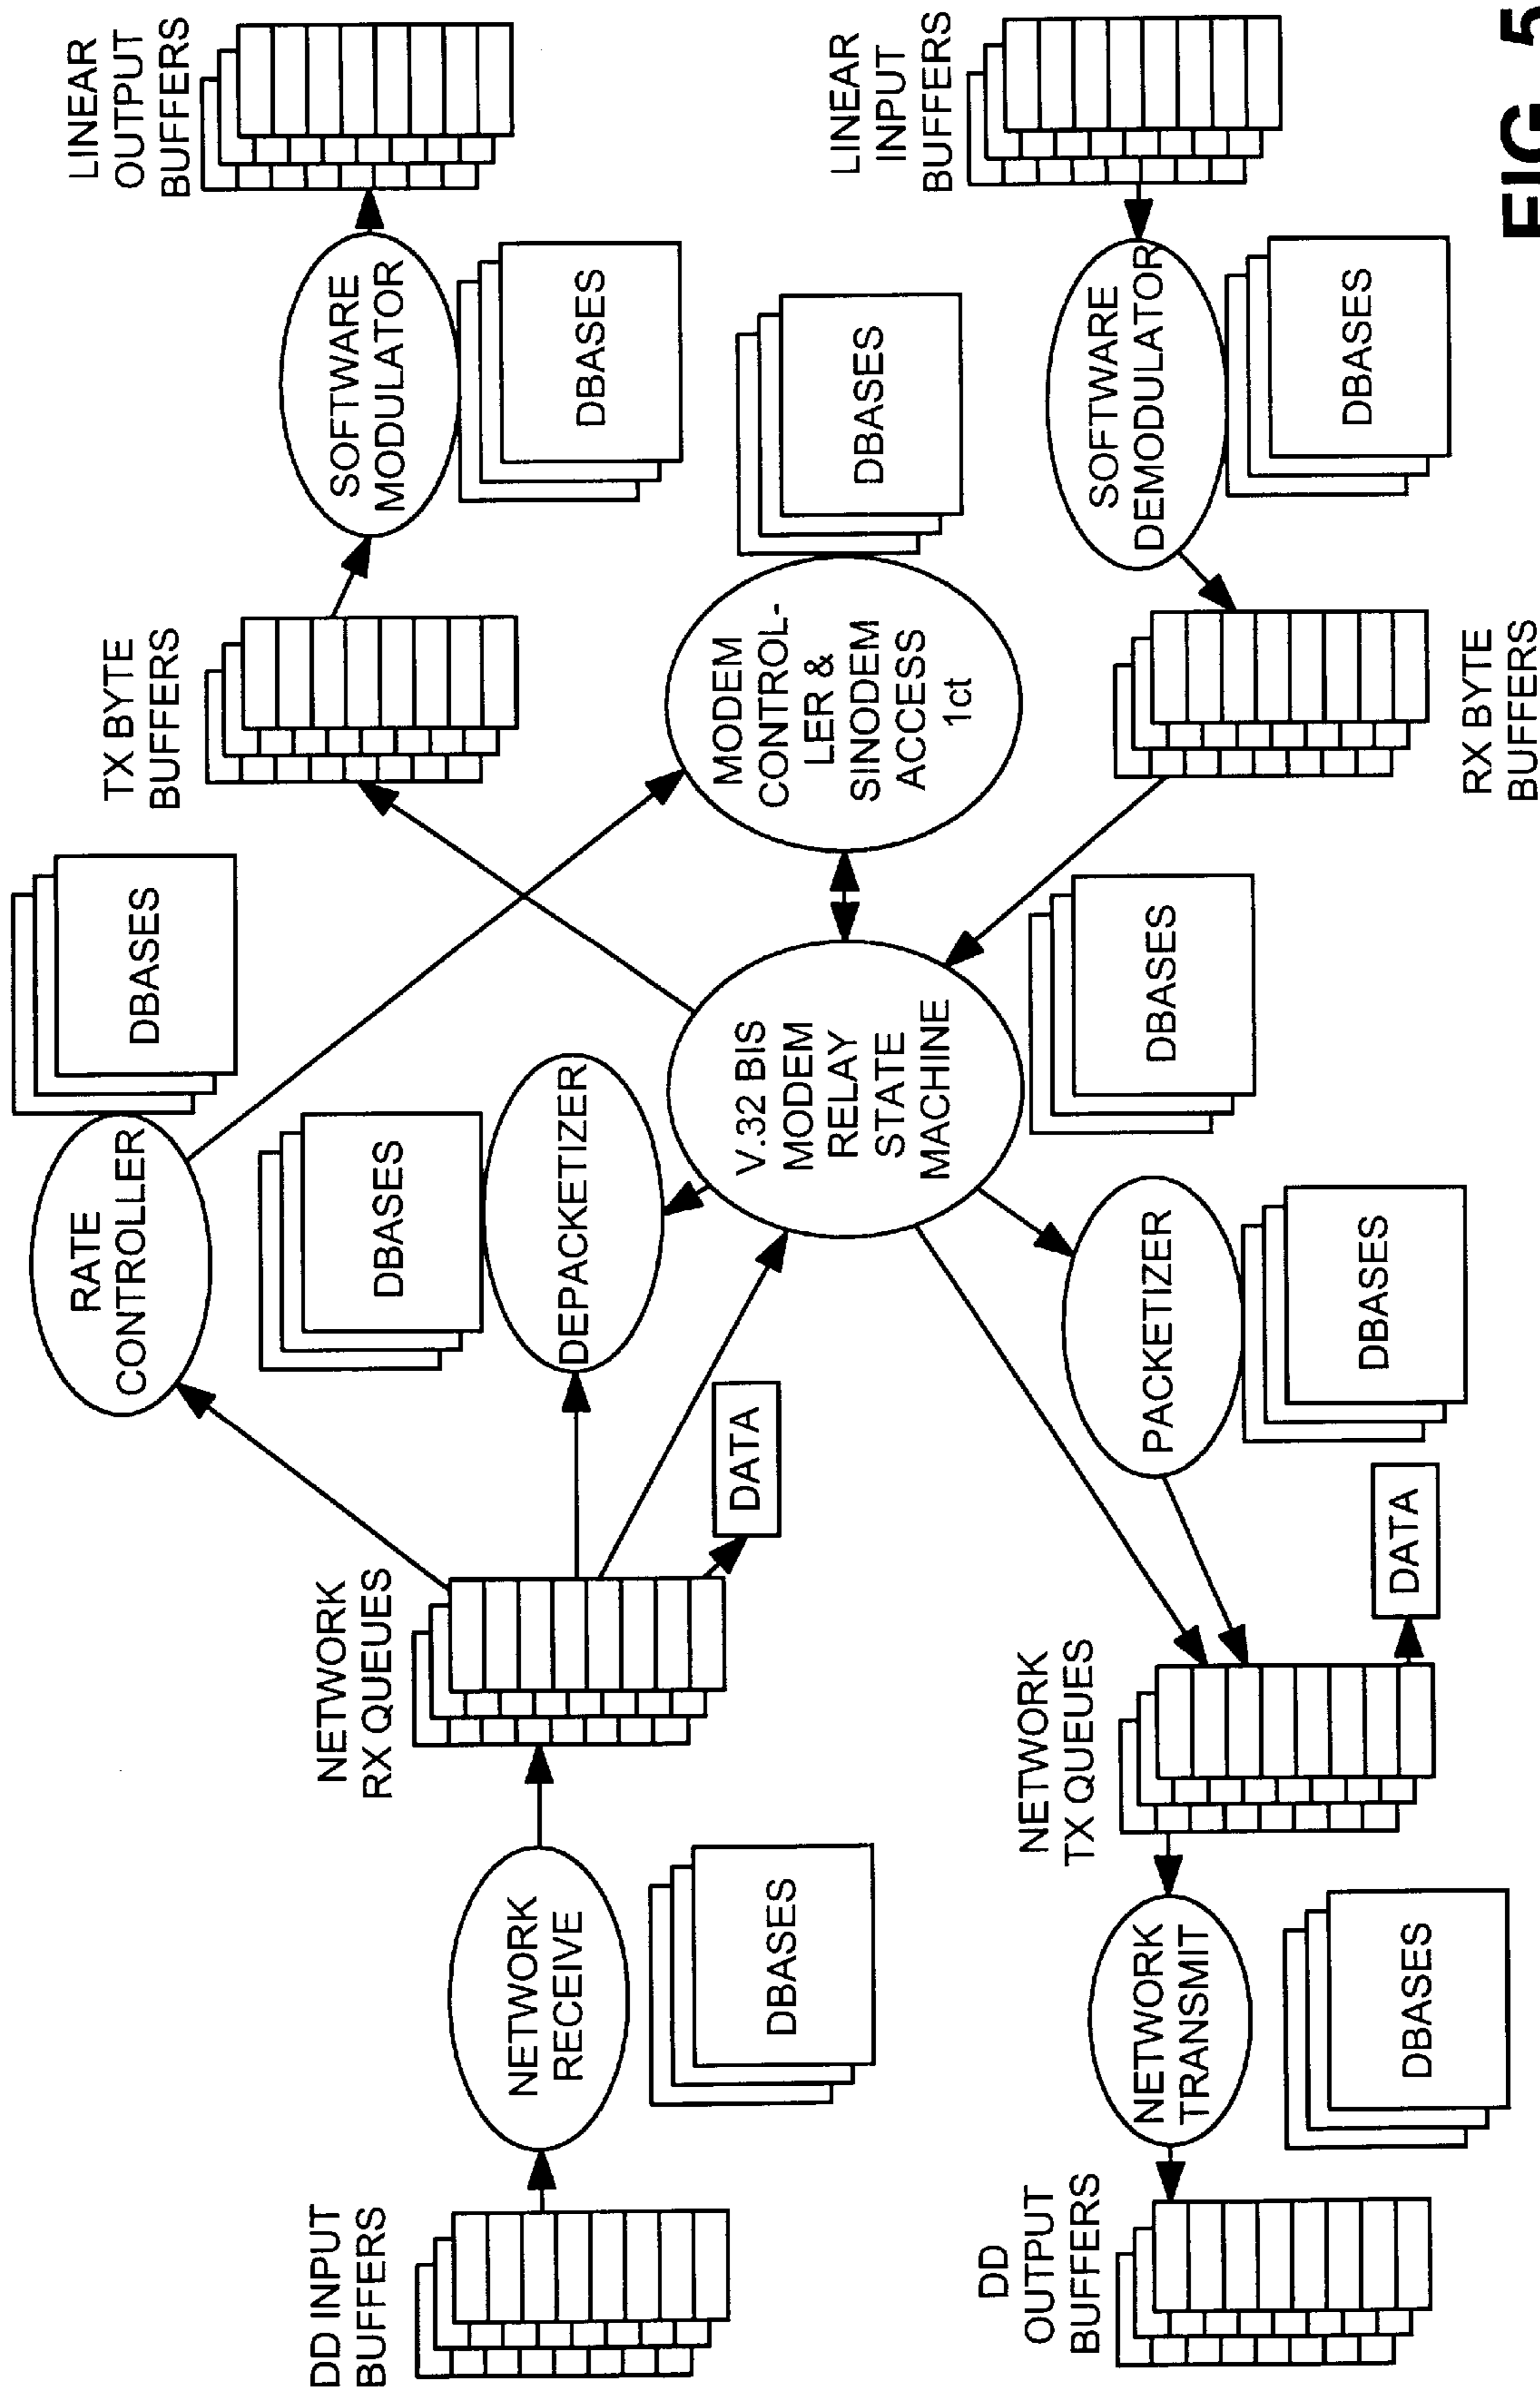 DD INPUT
BUFFERS
NETWORK
RECEIVE
DBASES
NETWORK
RX QUEUES
DATA
RATE
CONTROLLER
DBASES
DBASES
DEPACKETIZER
TX BYTE
BUFFERS
SOFTWARE
MODULATOR
DBASES
LINEAR
OUTPUT
BUFFERS
V.32 BIS
MODEM
RELAY
STATE
MACHINE
DBASES
MODEM
CONTROL-
LER &
SINODEM
ACCESS
1ct
DBASES
DD
OUTPUT
BUFFERS
NETWORK
TRANSMIT
DBASES
NETWORK
TX QUEUES
DATA
PACKETIZER
DBASES
RX BYTE
BUFFERS
SOFTWARE
DEMODULATOR
DBASES
LINEAR
INPUT
BUFFERS
FIG 5